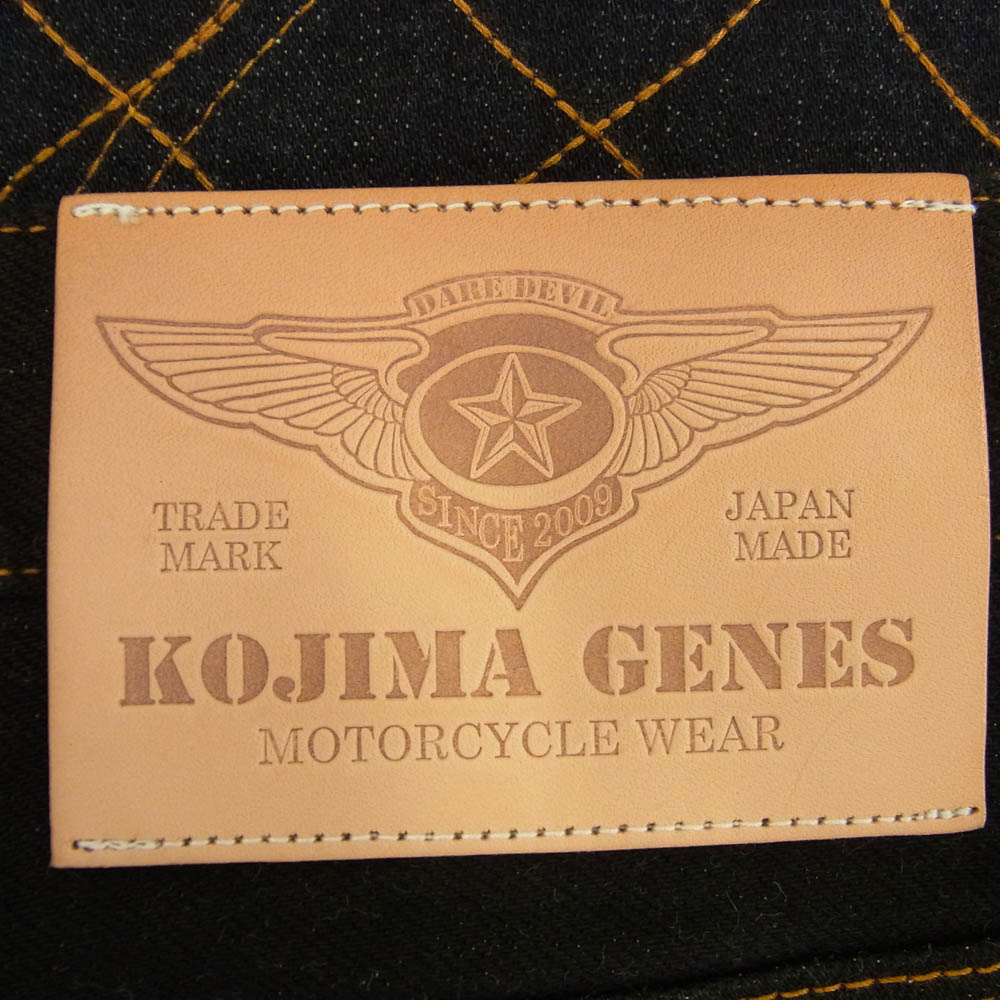 DARE DEVIL
SINCE 2009
TRADE
MARK
JAPAN
MADE
KOJIMA GENES
MOTORCYCLE WEAR